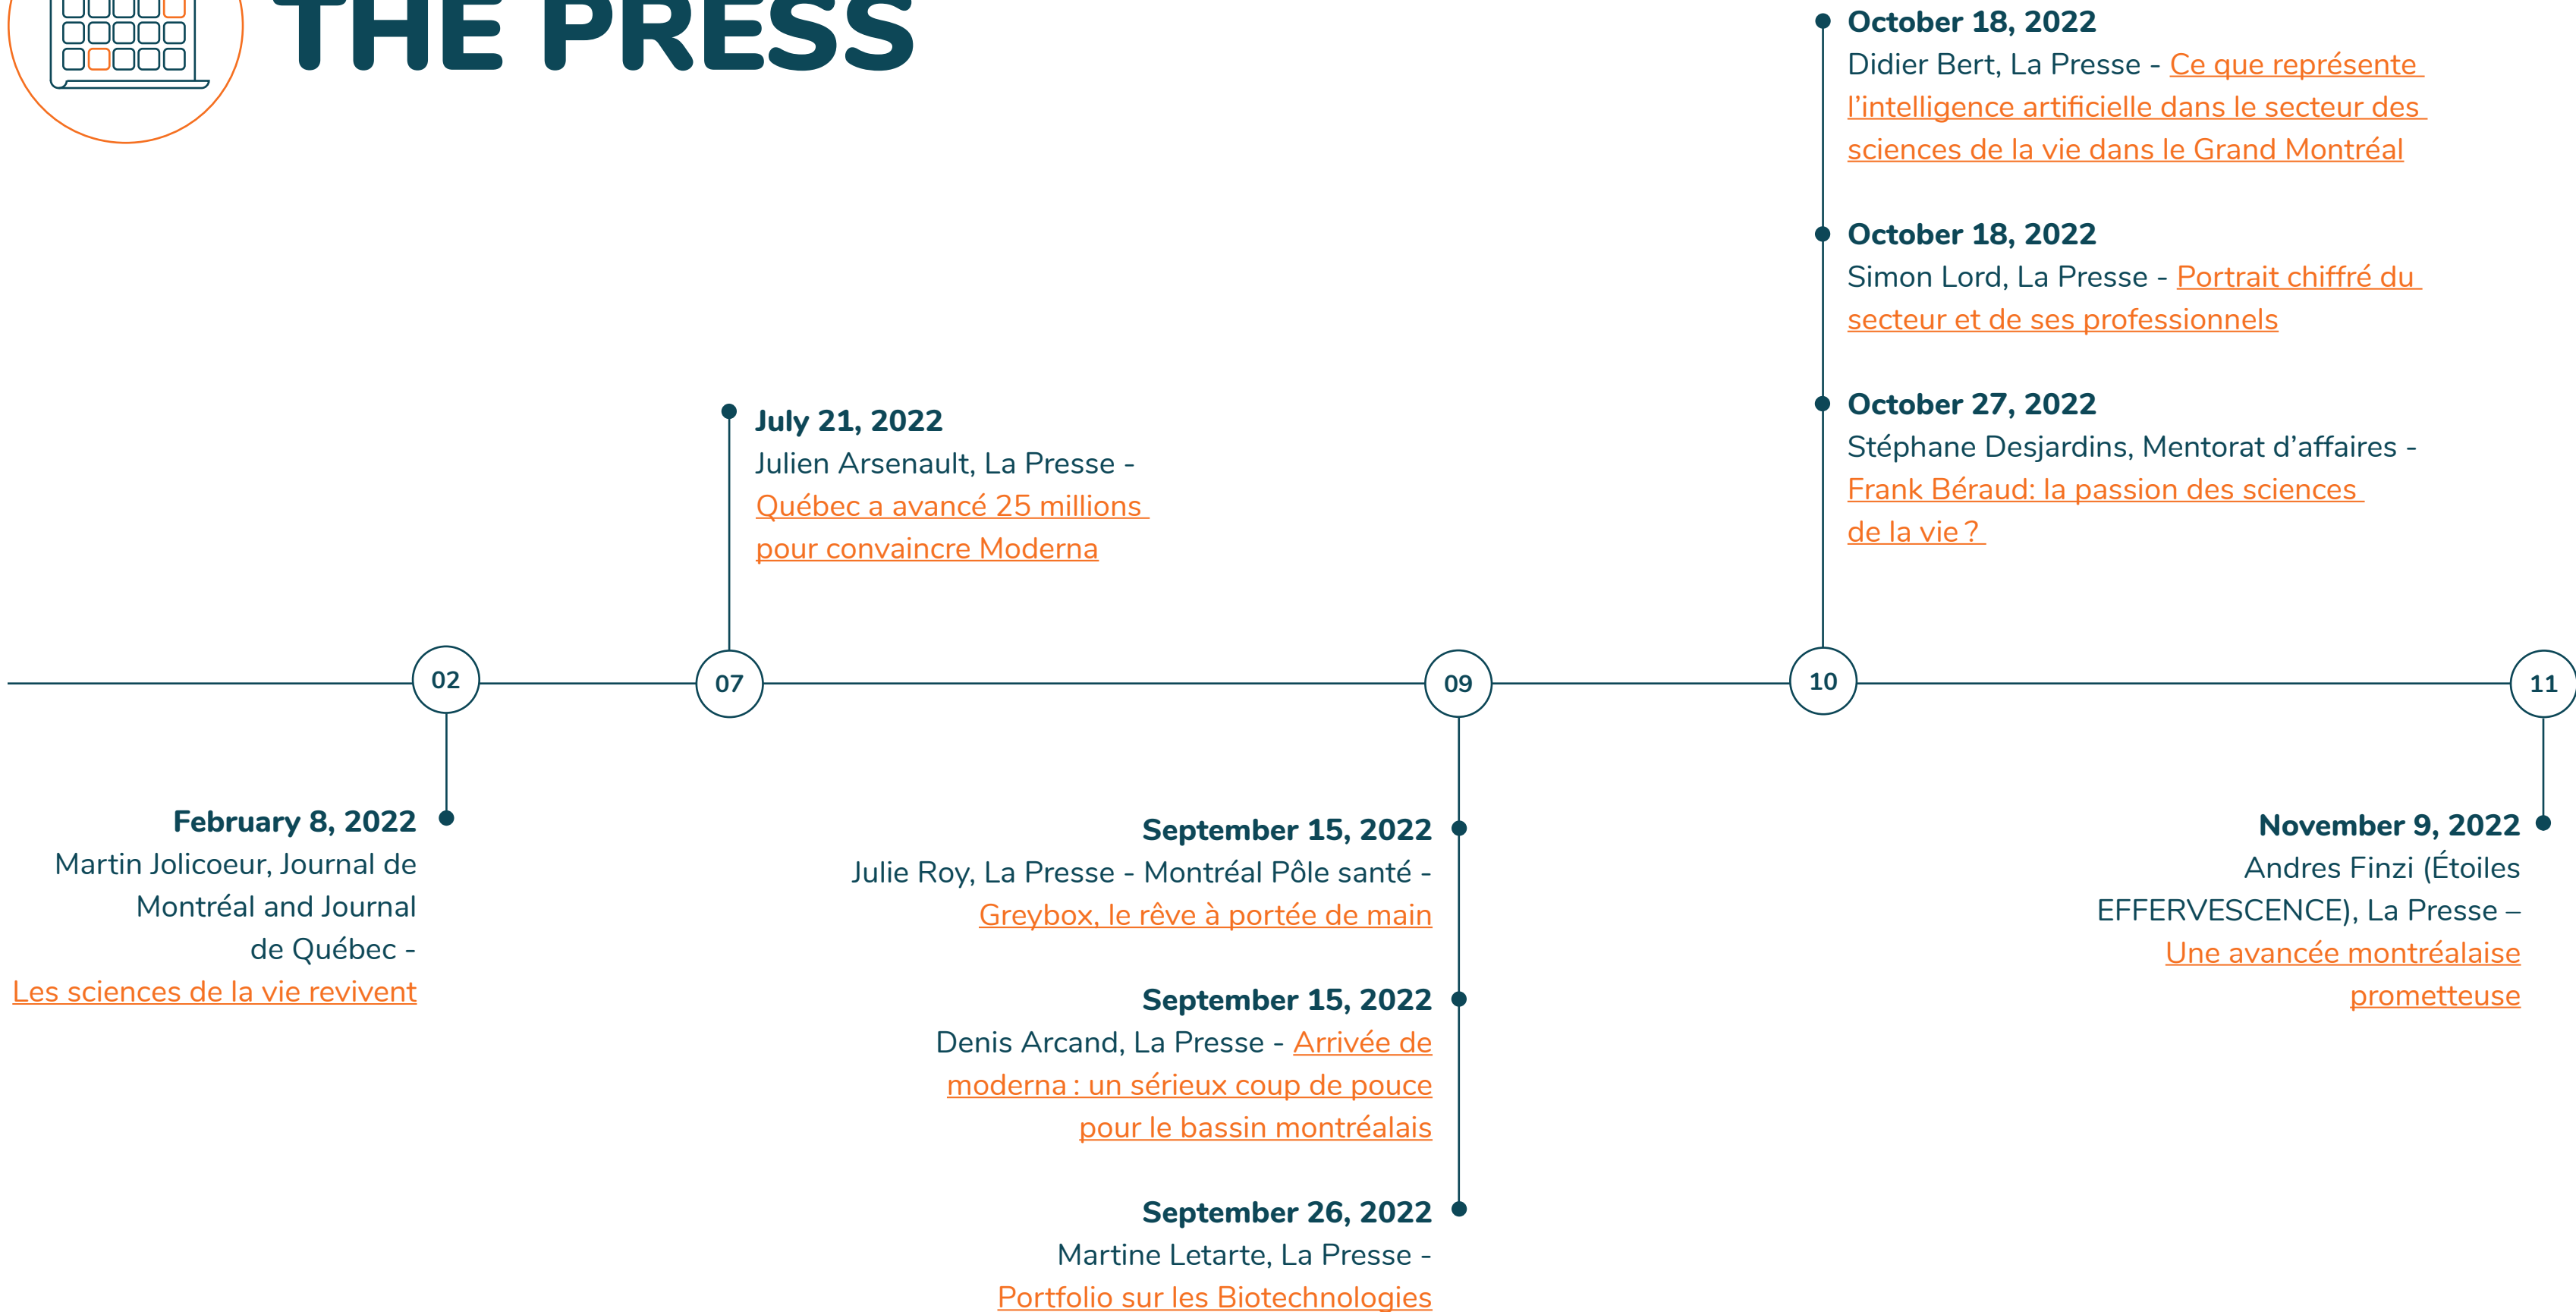 THE PRESS
October 18, 2022
Didier Bert, La Presse - Ce que représente
l’intelligence artificielle dans le secteur des
sciences de la vie dans le Grand Montréal
October 18, 2022
Simon Lord, La Presse - Portrait chiffré du
secteur et de ses professionnels
October 27, 2022
Stéphane Desjardins, Mentorat d’affaires -
Frank Béraud: la passion des sciences
de la vie ?
July 21, 2022
Julien Arsenault, La Presse -
Québec a avancé 25 millions
pour convaincre Moderna
02
07
09
10
11
February 8, 2022
Martin Jolicoeur, Journal de
Montréal and Journal
de Québec -
Les sciences de la vie revivent
September 15, 2022
Julie Roy, La Presse - Montréal Pôle santé -
Greybox, le rêve à portée de main
September 15, 2022
Denis Arcand, La Presse - Arrivée de
moderna : un sérieux coup de pouce
pour le bassin montréalais
September 26, 2022
Martine Letarte, La Presse -
Portfolio sur les Biotechnologies
November 9, 2022
Andres Finzi (Étoiles
EFFERVESCENCE), La Presse –
Une avancée montréalaise
prometteuse